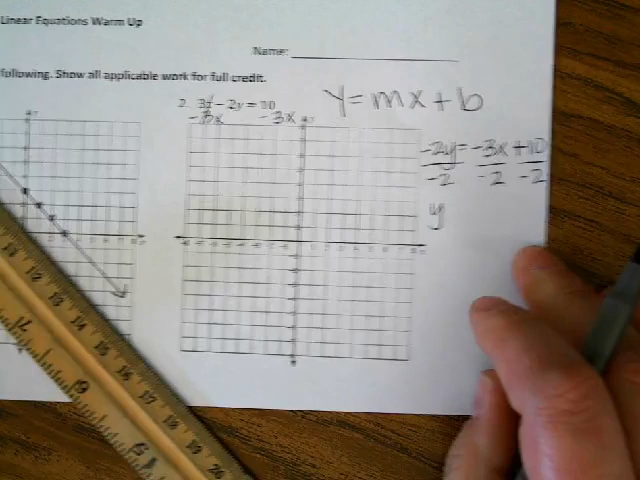 Linear Equations Warm Up
Name:
following. Show all applicable work for full credit.
2. 3x - 2y = 10
-3x -3x
y = mx + b
-2y = -3x + 10
-2 -2 -2
y